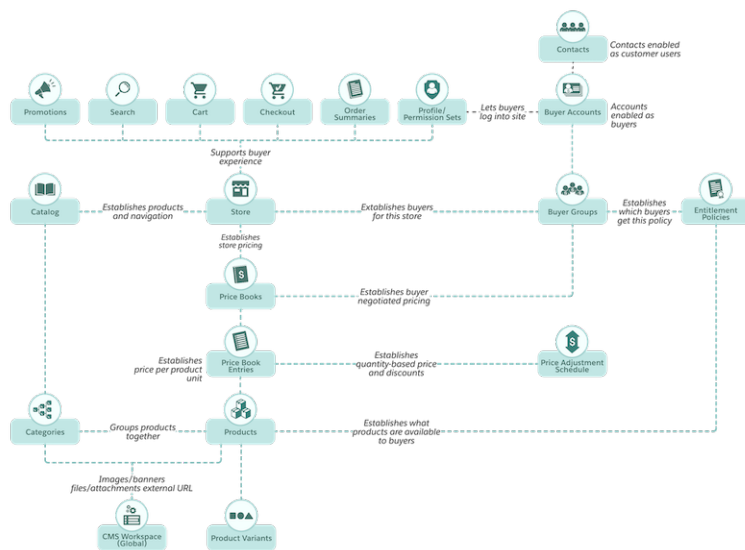 Contacts
Contacts enabled
as customer users
Promotions
Search
Cart
Checkout
Order
Summaries
Profile/
Permission Sets
Lets buyers
log into site
Buyer Accounts
Accounts
enabled as
buyers
Supports buyer
experience
Catalog
Establishes products
and navigation
Store
Extablishes buyers
for this store
Buyer Groups
Establishes
which buyers
get this policy
Entitlement
Policies
Establishes
store pricing
Price Books
Establishes buyer
negotiated pricing
Establishes
price per product
unit
Price Book
Entries
Establishes
quantity-based price
and discounts
Price Adjustment
Schedule
Categories
Groups products
together
Products
Establishes what
products are available
to buyers
Images/banners
files/attachments external URL
CMS Workspace
(Global)
Product Variants